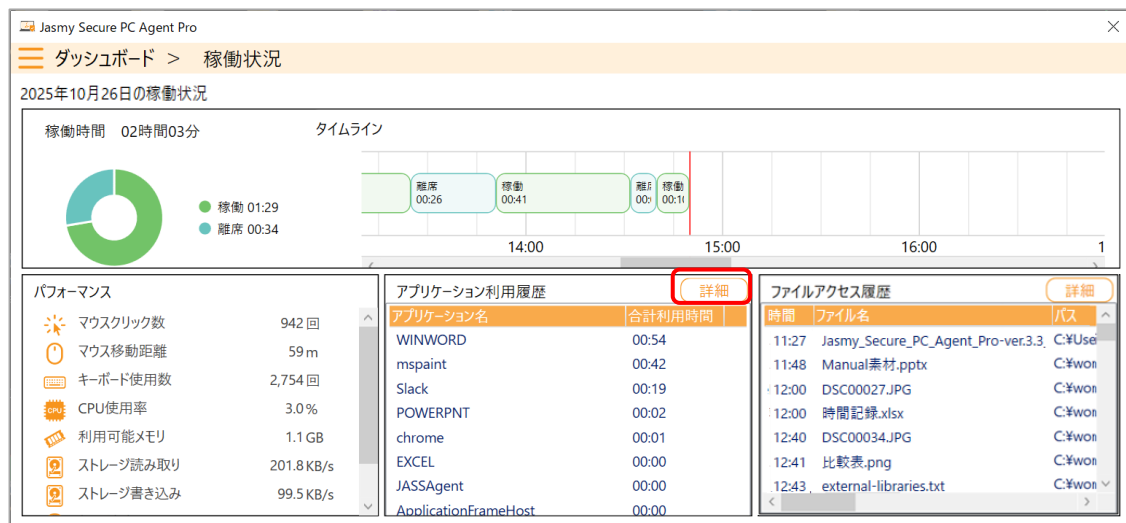 Jasmy Secure PC Agent Pro
ダッシュボード > 稼働状況
2025年10月26日の稼働状況
稼働時間 02時間03分
タイムライン
稼働 01:29
離席 00:34
離席
00:26
稼働
00:41
離席
00:
稼働
00:10
14:00
15:00
16:00
1
パフォーマンス
マウスクリック数 942 回
マウス移動距離 59 m
キーボード使用数 2,754 回
CPU使用率 3.0 %
利用可能メモリ 1.1 GB
ストレージ読み取り 201.8 KB/s
ストレージ書き込み 99.5 KB/s
アプリケーション利用履歴 詳細
アプリケーション名 合計利用時間
WINWORD 00:54
mspaint 00:42
Slack 00:19
POWERPNT 00:02
chrome 00:01
EXCEL 00:00
JASSAgent 00:00
ApplicationFrameHost 00:00
ファイルアクセス履歴 詳細
時間 ファイル名 パス
11:27 Jasmy_Secure_PC_Agent_Pro-ver.3.3_ C:¥Use
11:48 Manual素材.pptx C:¥wor
12:00 DSC00027.JPG C:¥wor
12:00 時間記録.xlsx C:¥wor
12:40 DSC00034.JPG C:¥wor
12:41 比較表.png C:¥wor
12:43 external-libraries.txt C:¥wor